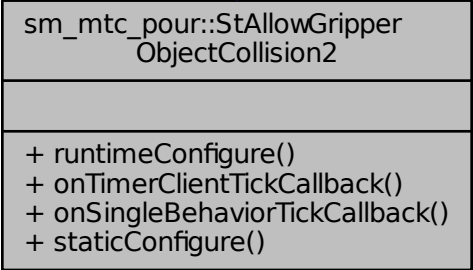 sm_mtc_pour::StAllowGripper
ObjectCollision2
+ runtimeConfigure()
+ onTimerClientTickCallback()
+ onSingleBehaviorTickCallback()
+ staticConfigure()